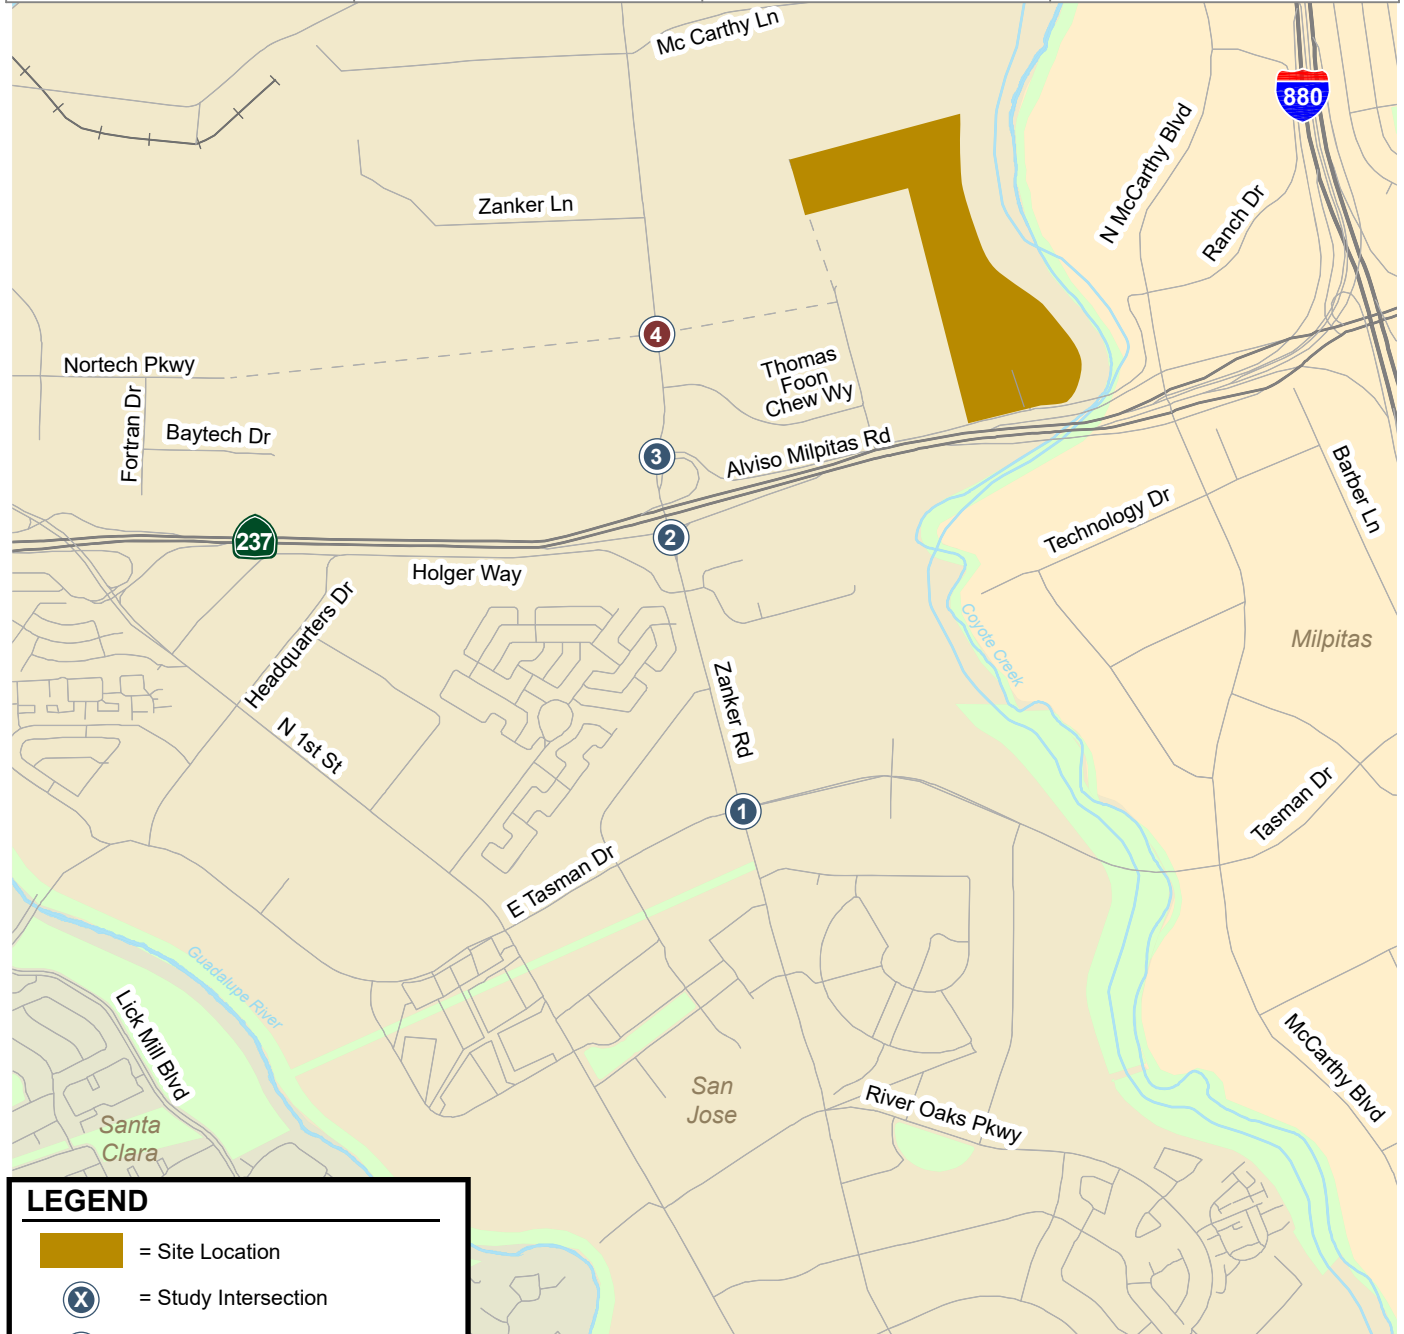 Mc Carthy Ln
880
N McCarthy Blvd
Ranch Dr
Zanker Ln
4
Nortech Pkwy
Thomas
Foon
Chew Wy
Fortran Dr
Baytech Dr
3
Alviso Milpitas Rd
Barber Ln
237
2
Technology Dr
Holger Way
Headquarters Dr
Coyote Creek
Milpitas
Zanker Rd
N 1st St
1
Tasman Dr
E Tasman Dr
Guadalupe River
Lick Mill Blvd
McCarthy Blvd
San
Jose
River Oaks Pkwy
Santa
Clara
LEGEND
= Site Location
X = Study Intersection